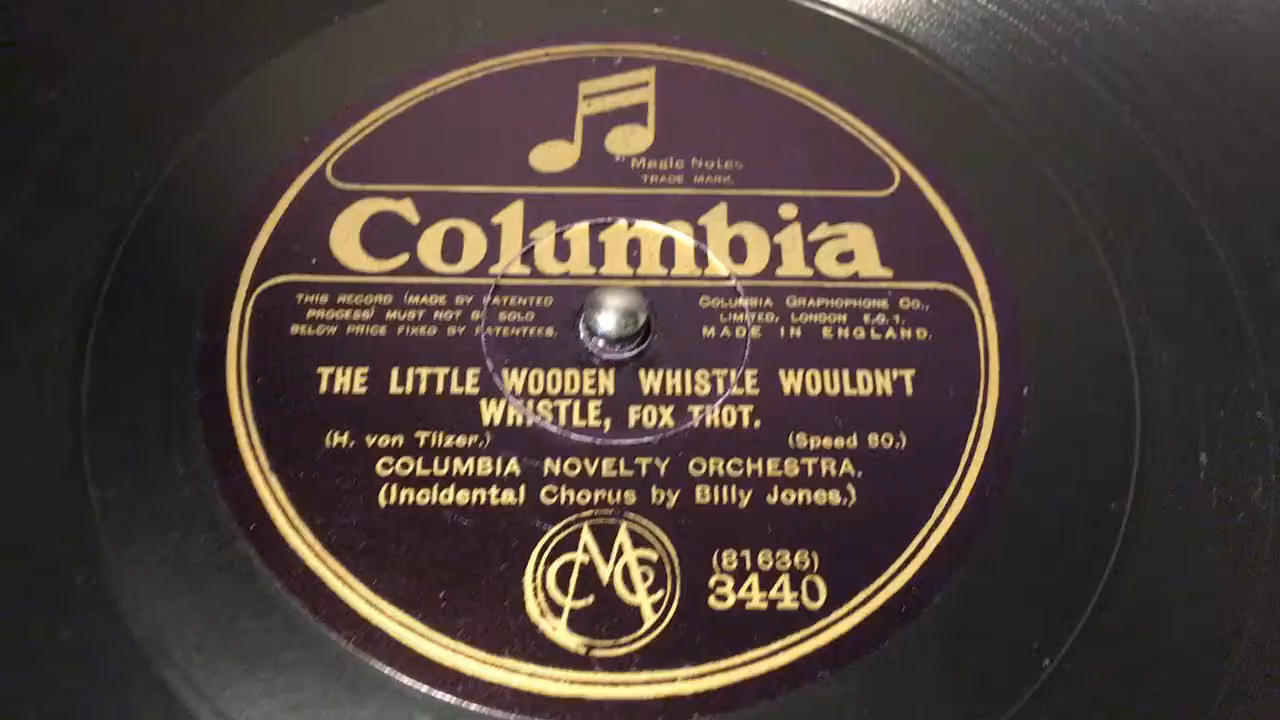 "Magic Notes
TRADE MARK.
Columbia
THIS RECORD (MADE BY PATENTED
PROCESS) MUST NOT BE SOLD
BELOW PRICE FIXED BY PATENTEES.
COLUMBIA GRAPHOPHONE CO.,
LIMITED, LONDON E.C.1.
MADE IN ENGLAND.
THE LITTLE WOODEN WHISTLE WOULDN'T
WHISTLE, FOX TROT.
(H. von Tilzer.)
(Speed 80.)
COLUMBIA NOVELTY ORCHESTRA.
(Incidental Chorus by Billy Jones.)
(81636)
3440